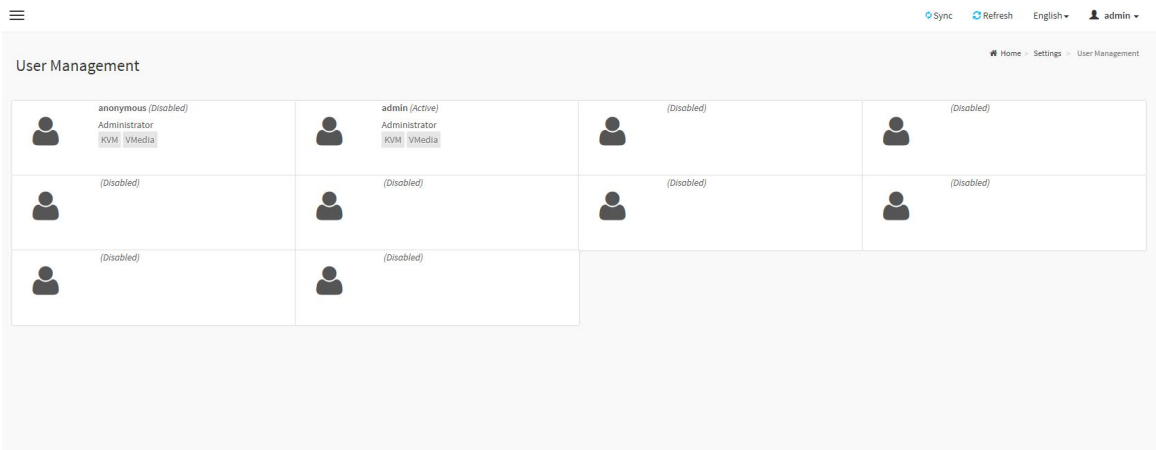 Sync Refresh English admin
Home > Settings > User Management
User Management
anonymous (Disabled)
Administrator
KVM VMedia
admin (Active)
Administrator
KVM VMedia
(Disabled)
(Disabled)
(Disabled)
(Disabled)
(Disabled)
(Disabled)
(Disabled)
(Disabled)